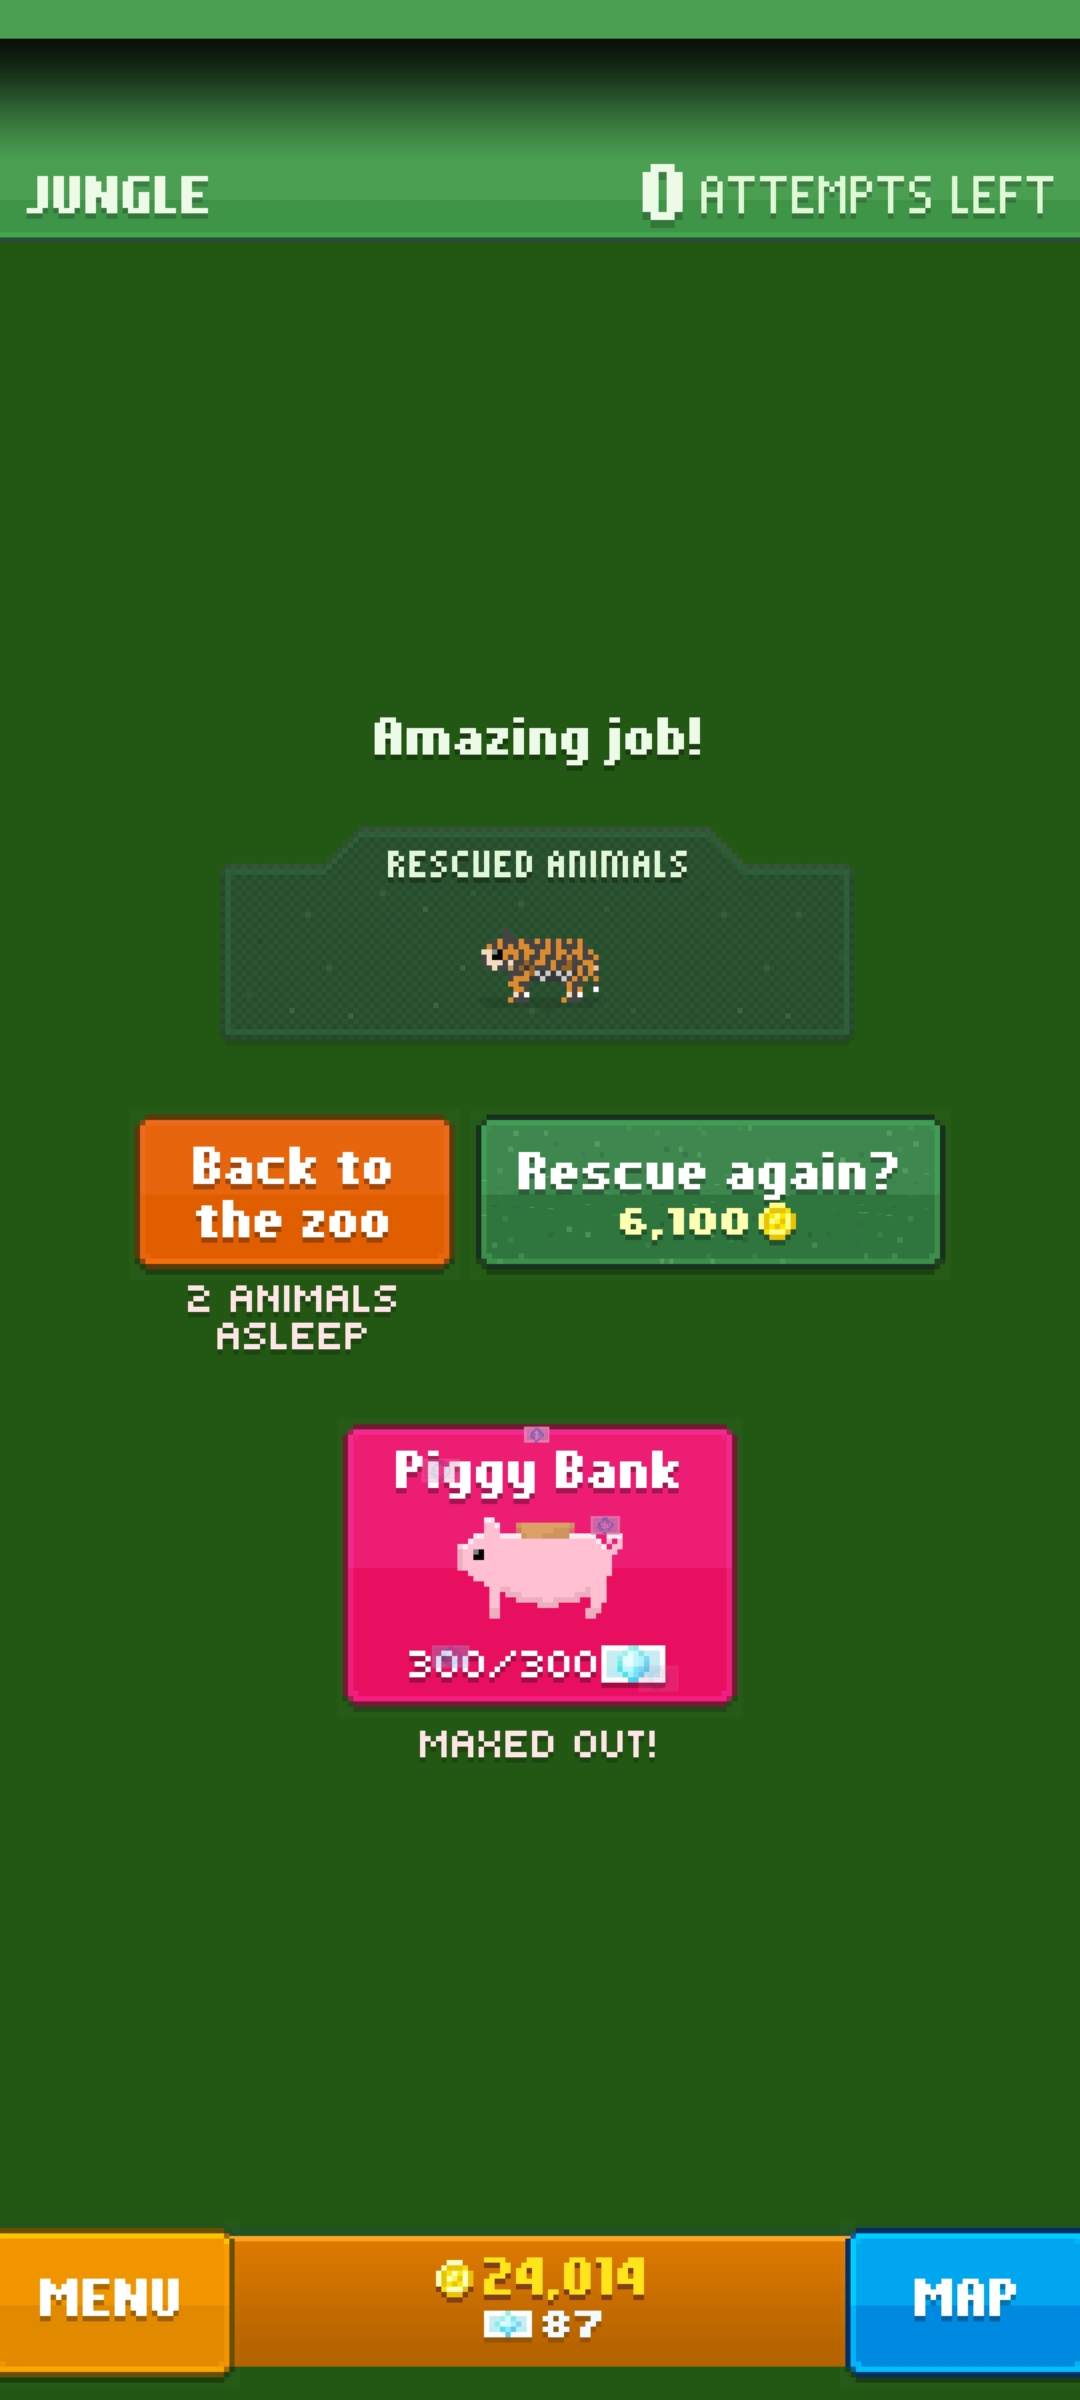 JUNGLE
0 ATTEMPTS LEFT
Amazing job!
RESCUED ANIMALS
Back to
the zoo
Rescue again?
6,100
2 ANIMALS
ASLEEP
Piggy Bank
300/300
MAXED OUT!
MENU
24,014
87
MAP